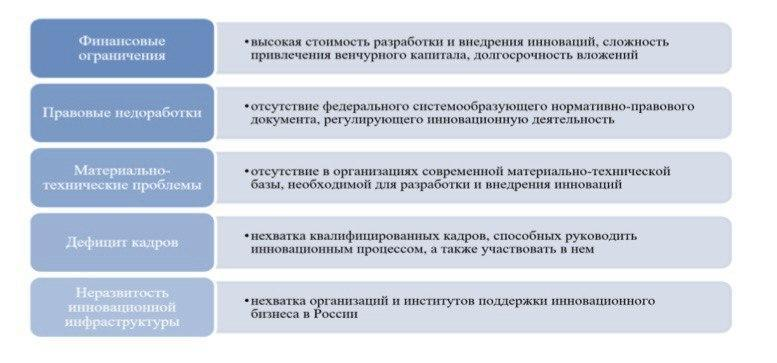 Финансовые
ограничения
•высокая стоимость разработки и внедрения инноваций, сложность
привлечения венчурного капитала, долгосрочность вложений
Правовые недоработки
•отсутствие федерального системообразующего нормативно-правового
документа, регулирующего инновационную деятельность
Материально-
технические проблемы
•отсутствие в организациях современной материально-технической
базы, необходимой для разработки и внедрения инноваций
Дефицит кадров
•нехватка квалифицированных кадров, способных руководить
инновационным процессом, а также участвовать в нем
Неразвитость
инновационной
инфраструктуры
•нехватка организаций и институтов поддержки инновационного
бизнеса в России